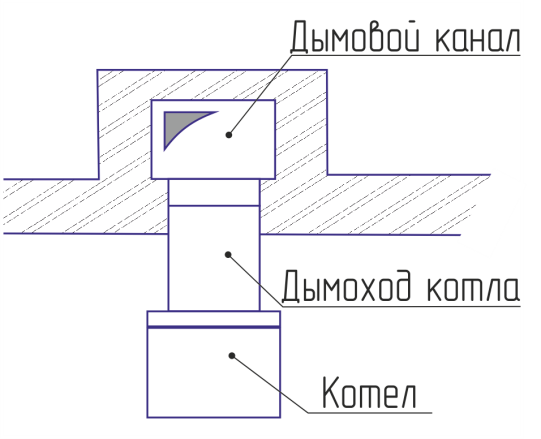 Дымовой канал
Дымоход котла
Котел